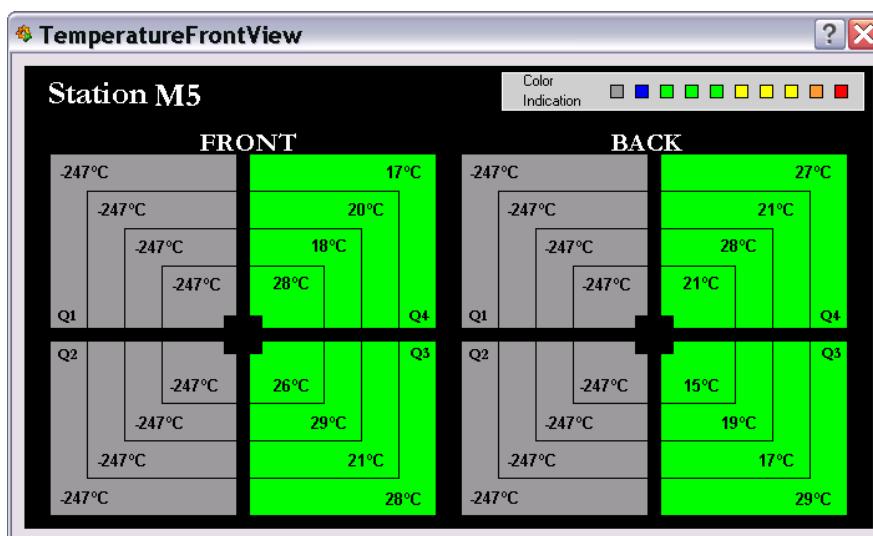 TemperatureFrontView
Station M5
Color
Indication
FRONT
BACK
-247°C 17°C -247°C 27°C
-247°C 20°C -247°C 21°C
-247°C 18°C -247°C 28°C
-247°C 28°C -247°C 21°C
Q1 Q4 Q1 Q4
Q2 Q3 Q2 Q3
-247°C 26°C -247°C 15°C
-247°C 29°C -247°C 19°C
-247°C 21°C -247°C 17°C
-247°C 28°C -247°C 29°C